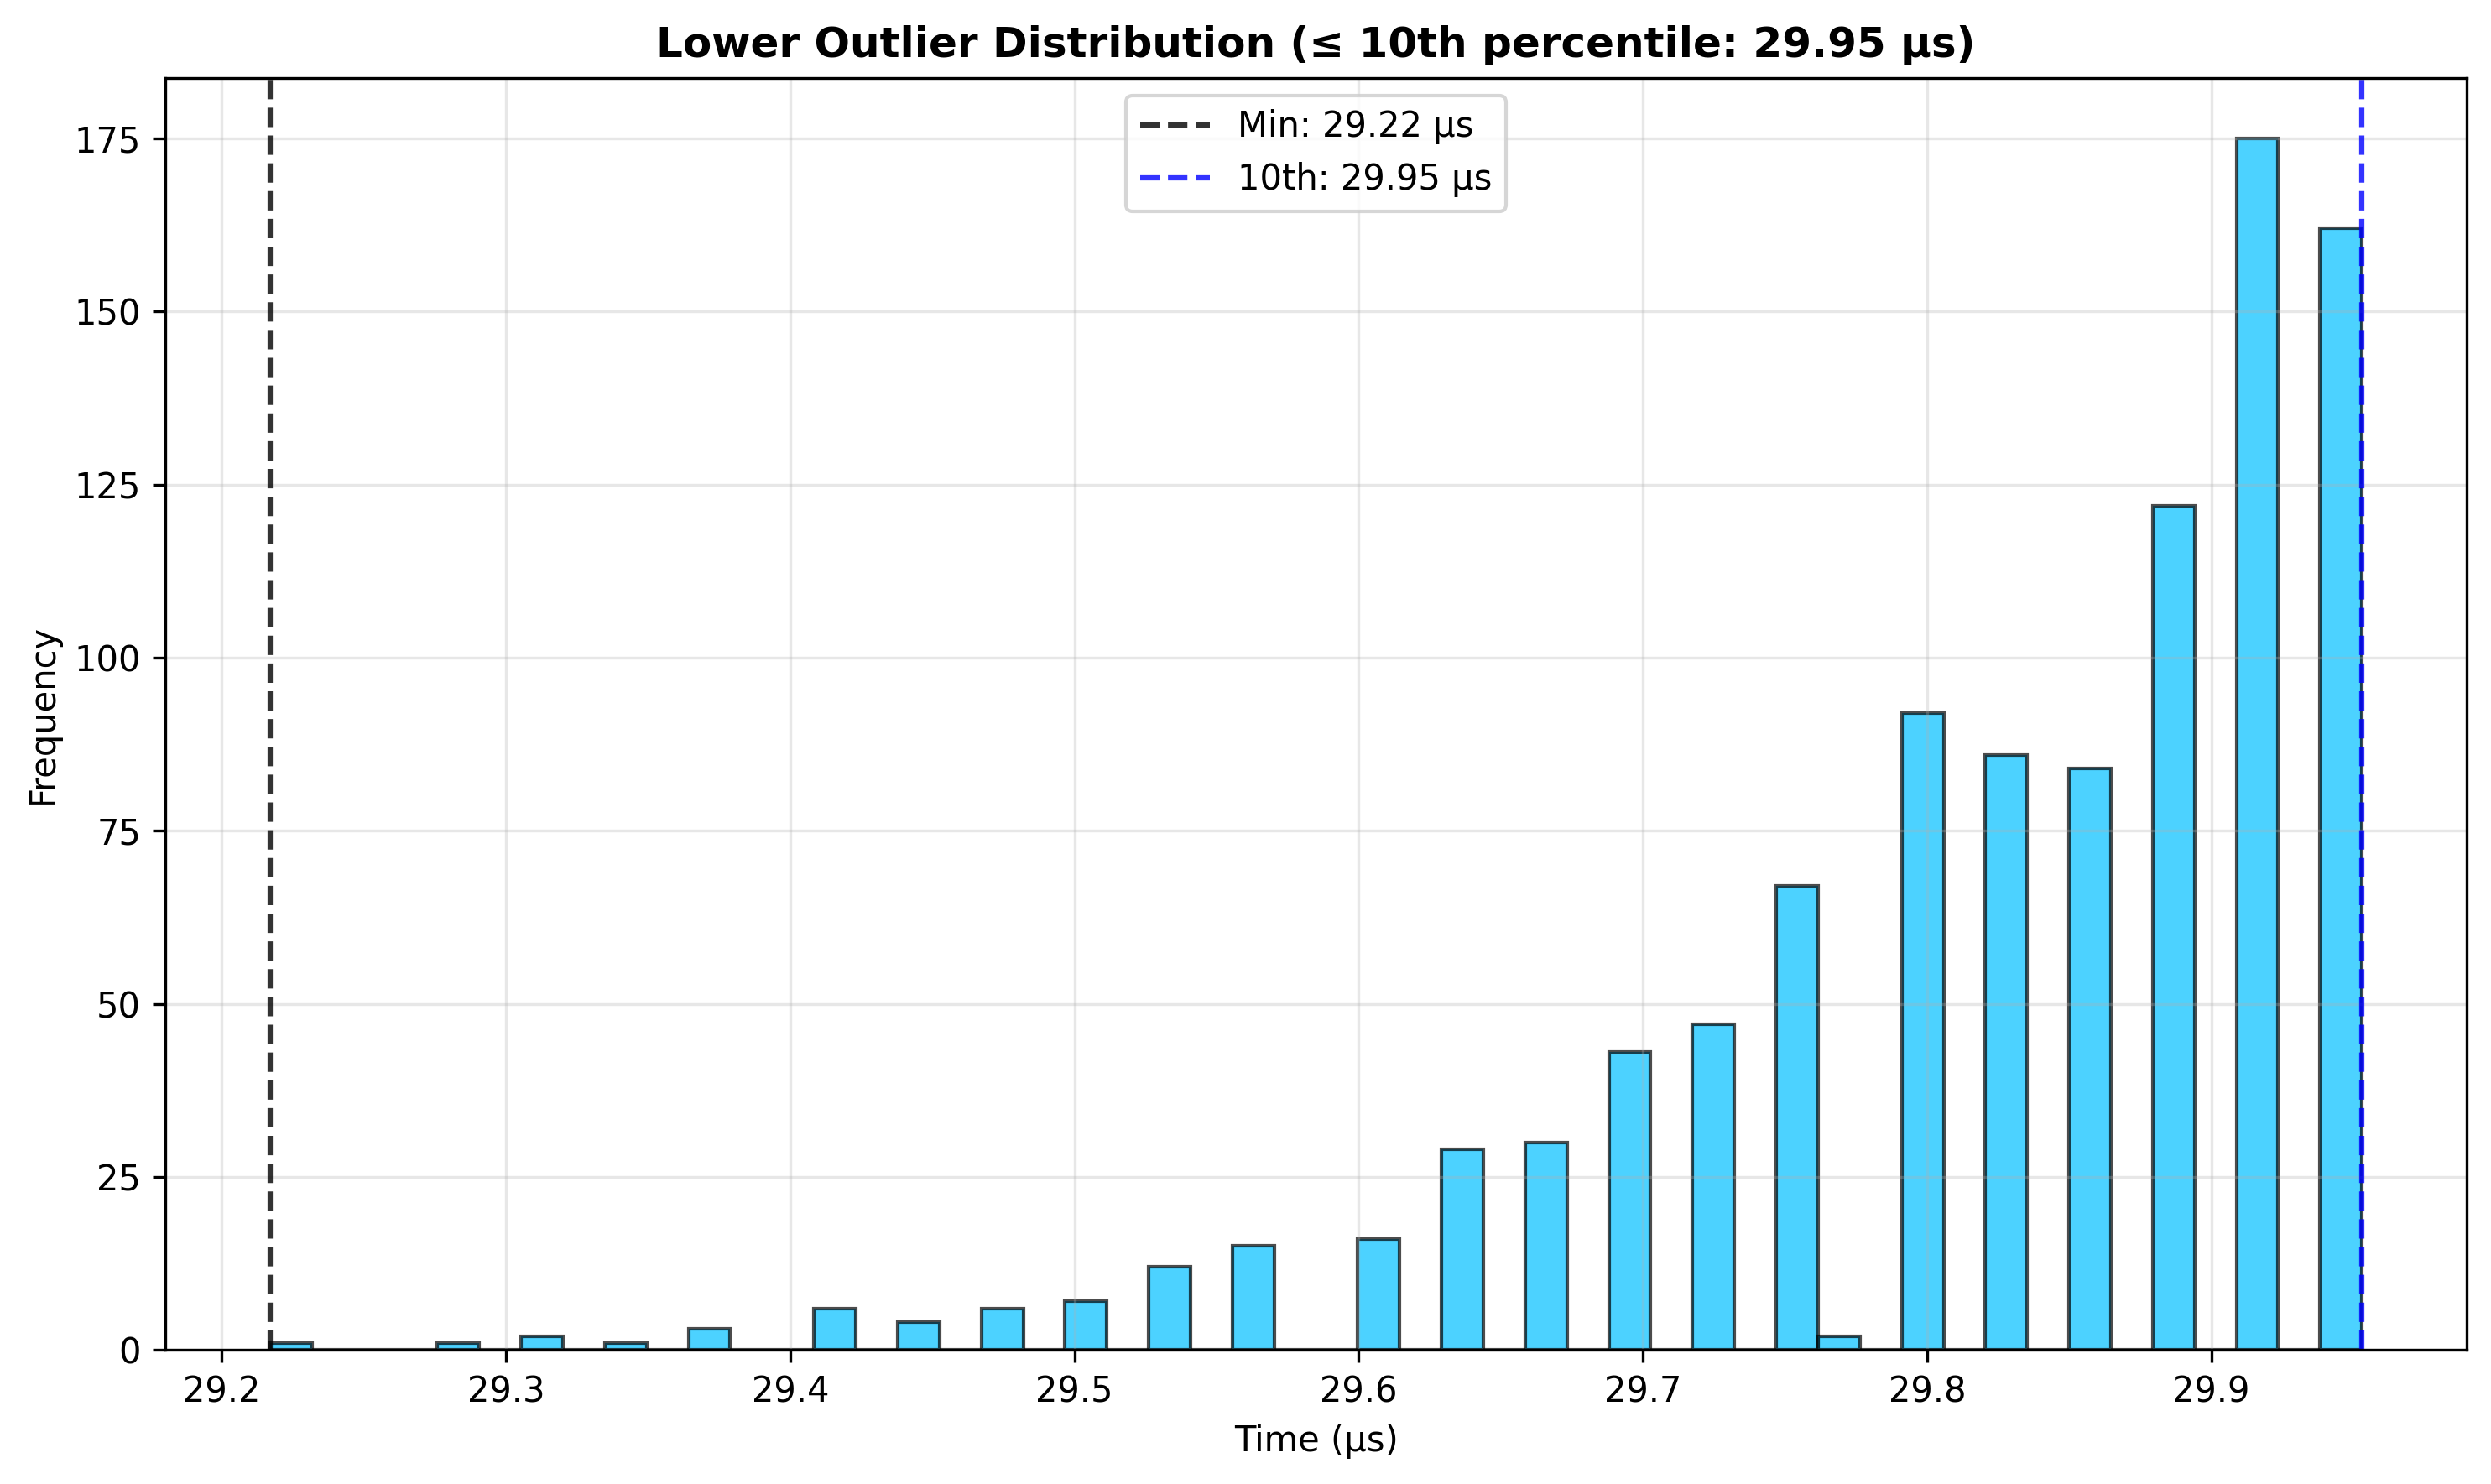 Lower Outlier Distribution (≤ 10th percentile: 29.95 µs)
Min: 29.22 µs
10th: 29.95 µs
175
150
125
100
75
50
25
0
Frequency
29.2 29.3 29.4 29.5 29.6 29.7 29.8 29.9
Time (µs)